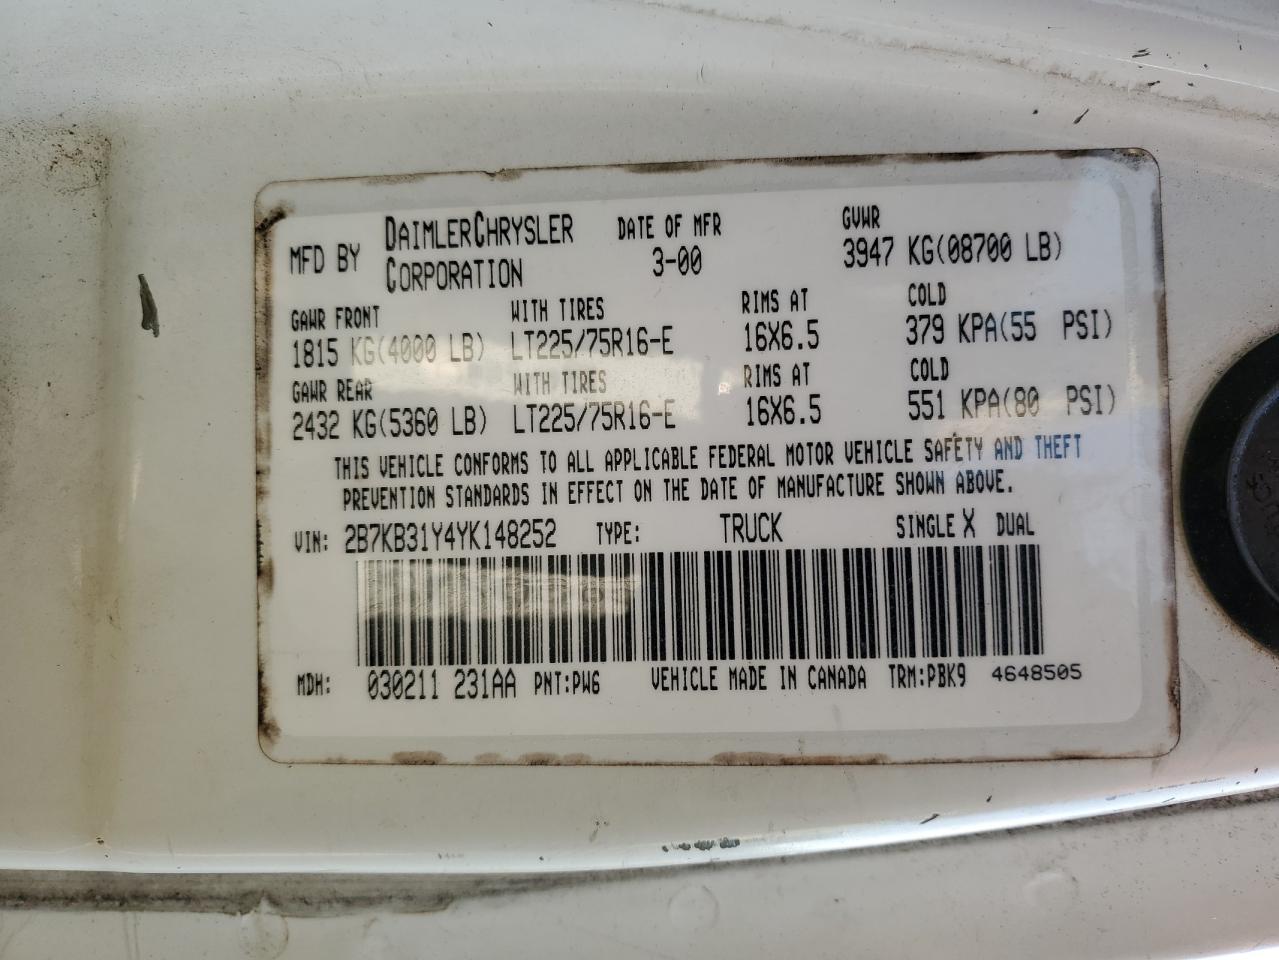 MFD BY DAIMLERCHRYSLER CORPORATION DATE OF MFR 3-00 GVWR 3947 KG(08700 LB)
GAWR FRONT WITH TIRES RIMS AT COLD
1815 KG(4000 LB) LT225/75R16-E 16X6.5 379 KPA(55 PSI)
GAWR REAR WITH TIRES RIMS AT COLD
2432 KG(5360 LB) LT225/75R16-E 16X6.5 551 KPA(80 PSI)
THIS VEHICLE CONFORMS TO ALL APPLICABLE FEDERAL MOTOR VEHICLE SAFETY AND THEFT
PREVENTION STANDARDS IN EFFECT ON THE DATE OF MANUFACTURE SHOWN ABOVE.
VIN: 2B7KB31Y4YK148252 TYPE: TRUCK SINGLE X DUAL
MDH: 030211 231AA PNT:PW6 VEHICLE MADE IN CANADA TRM:PBK9 4648505